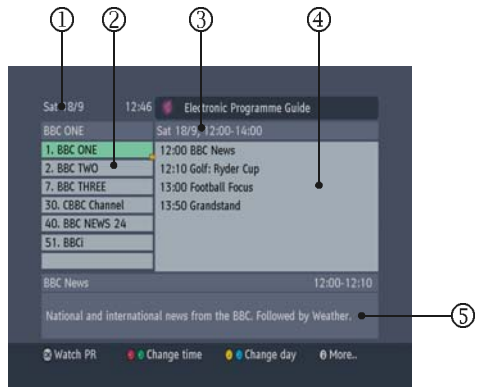 ① ② ③ ④
Sat 18/9 12:46 Electronic Programme Guide
BBC ONE Sat 18/9, 12:00-14:00
1. BBC ONE
2. BBC TWO
7. BBC THREE
30. CBBC Channel
40. BBC NEWS 24
51. BBCi
12:00 BBC News
12:10 Golf: Ryder Cup
13:00 Football Focus
13:50 Grandstand
BBC News 12:00-12:10
National and international news from the BBC. Followed by Weather.
⑤
Watch PR Change time Change day More..